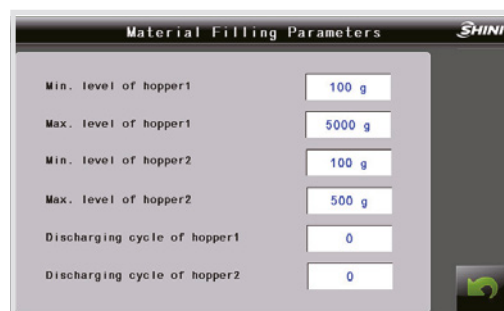 Material Filling Parameters SHINI
Min. level of hopper1 100 g
Max. level of hopper1 5000 g
Min. level of hopper2 100 g
Max. level of hopper2 500 g
Discharging cycle of hopper1 0
Discharging cycle of hopper2 0